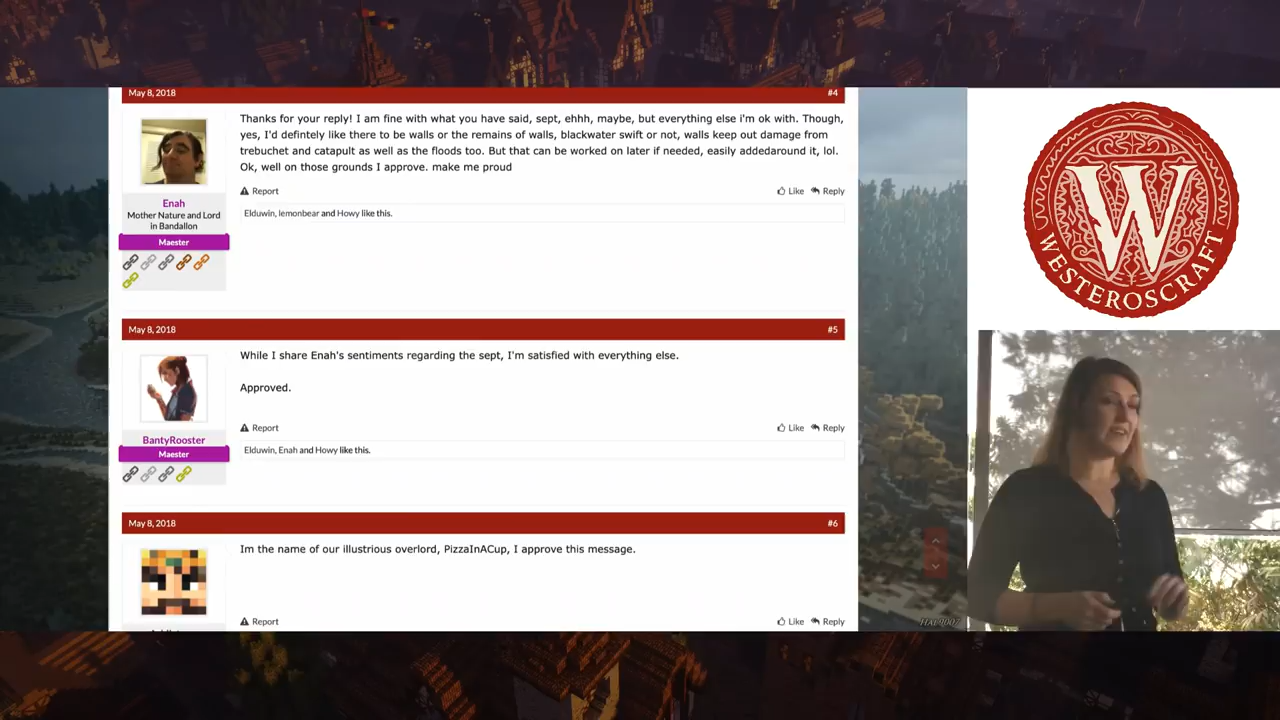 May 8, 2018 #4
Thanks for your reply! I am fine with what you have said, sept, ehhh, maybe, but everything else i'm ok with. Though,
yes, I'd defintely like there to be walls or the remains of walls, blackwater swift or not, walls keep out damage from
trebuchet and catapult as well as the floods too. But that can be worked on later if needed, easily addedaround it, lol.
Ok, well on those grounds I approve. make me proud
Report Like Reply
Enah
Mother Nature and Lord
in Bandallon
Maester
Elduwin, lemonbear and Howy like this.
May 8, 2018 #5
While I share Enah's sentiments regarding the sept, I'm satisfied with everything else.
Approved.
Report Like Reply
BantyRooster
Maester
Elduwin, Enah and Howy like this.
May 8, 2018 #6
Im the name of our illustrious overlord, PizzaInACup, I approve this message.
Report Like Reply
W
WESTEROSCRAFT
HAL9007